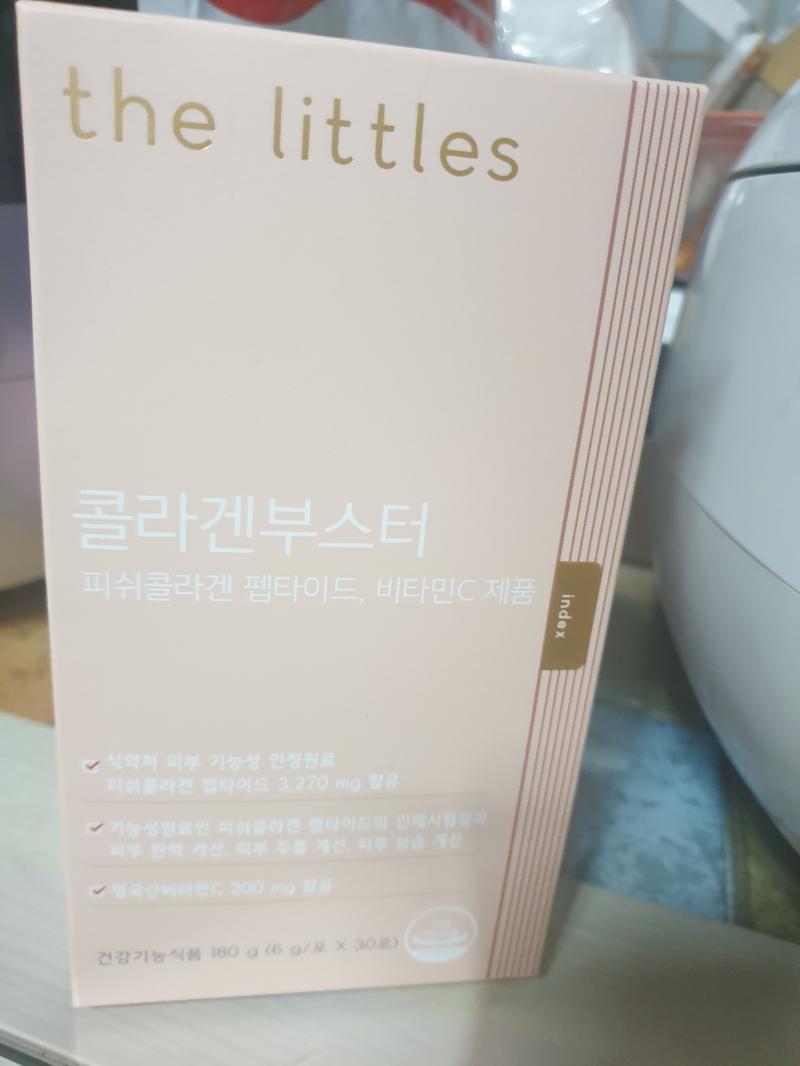 the littles
콜라겐부스터
피쉬콜라겐 펩타이드, 비타민C 제품
index
식약처 피부 기능성 인정원료
피쉬콜라겐 펩타이드 3,270 mg 함유
기능성원료인 피쉬콜라겐 펩타이드의 인체시험결과
피부 탄력 개선, 피부 주름 개선, 피부 보습 개선
영국산비타민C 200 mg 함유
건강기능식품 180 g (6 g/포 X 30포)